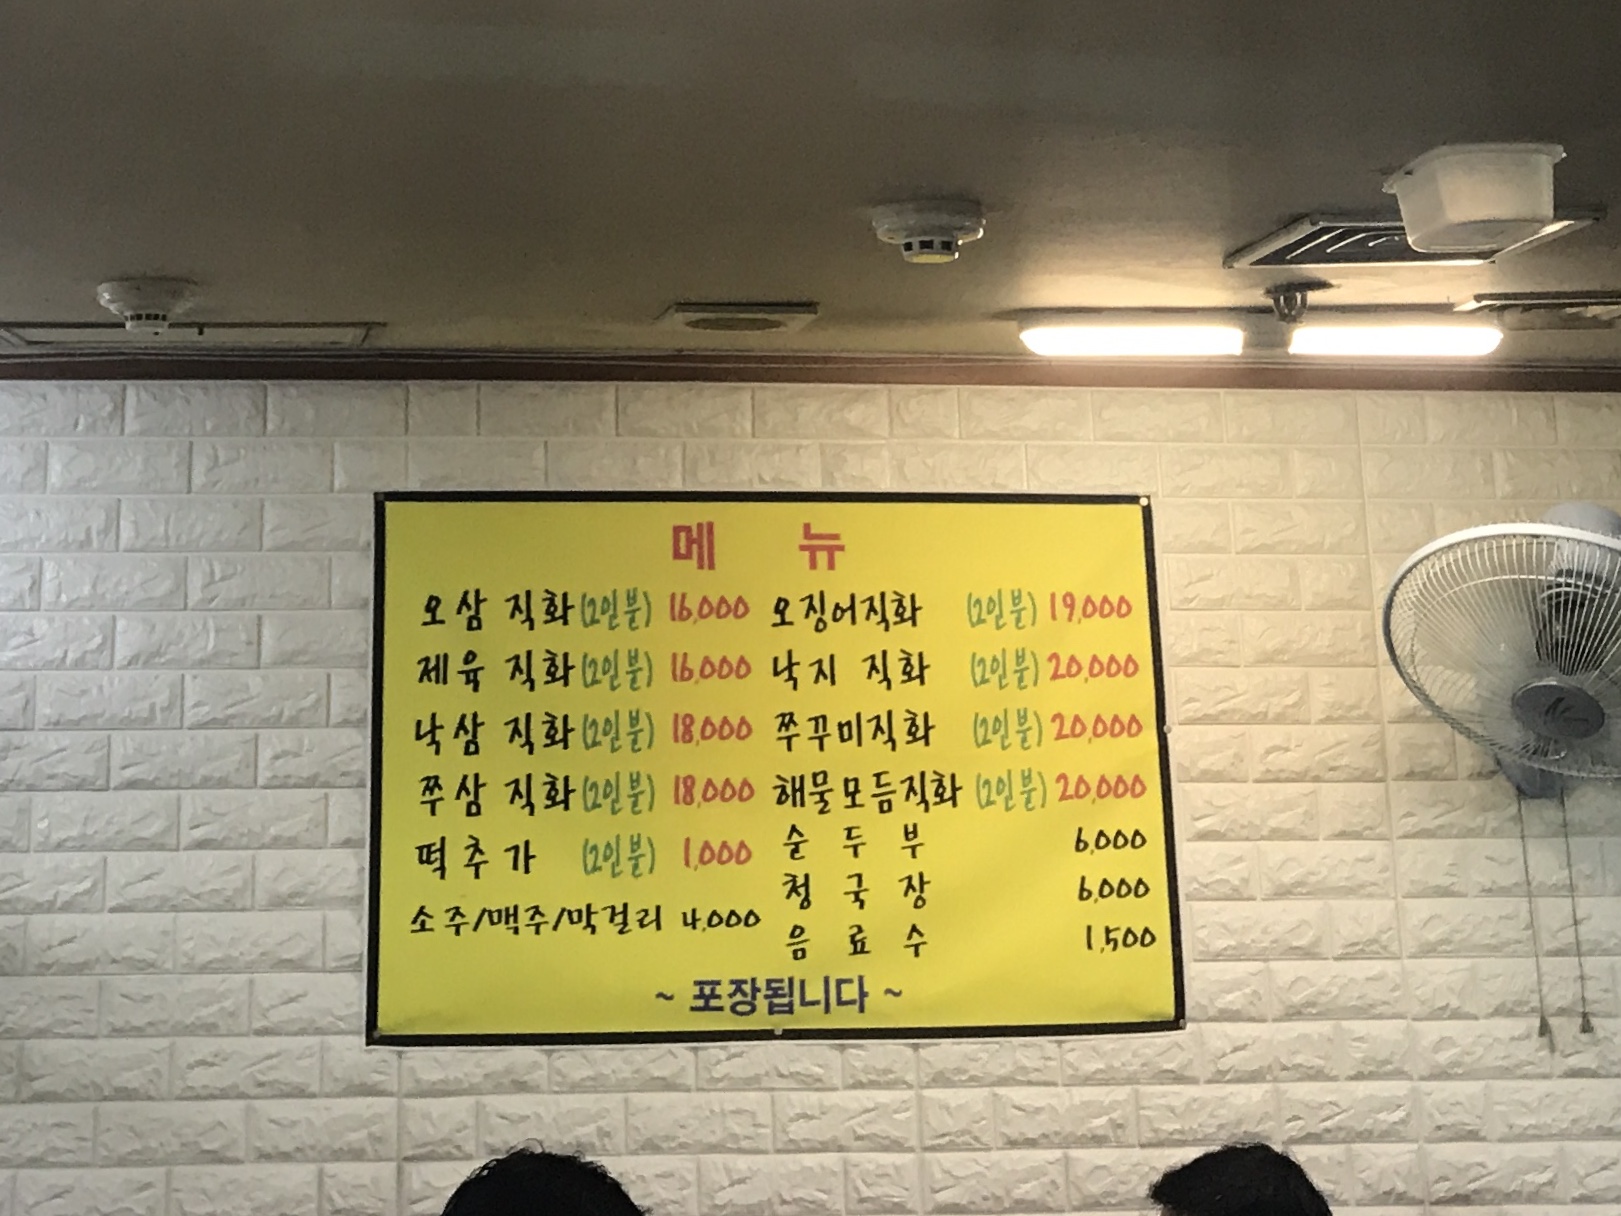 메 뉴
오삼 직화 (2인분) 16,000 오징어직화 (2인분) 19,000
제육 직화 (2인분) 16,000 낙지 직화 (2인분) 20,000
낙삼 직화 (2인분) 18,000 쭈꾸미직화 (2인분) 20,000
쭈삼 직화 (2인분) 18,000 해물모듬직화 (2인분) 20,000
떡추가 (2인분) 1,000 순두부 6,000
청국장 6,000
소주/맥주/막걸리 4,000 음료수 1,500
~ 포장됩니다 ~